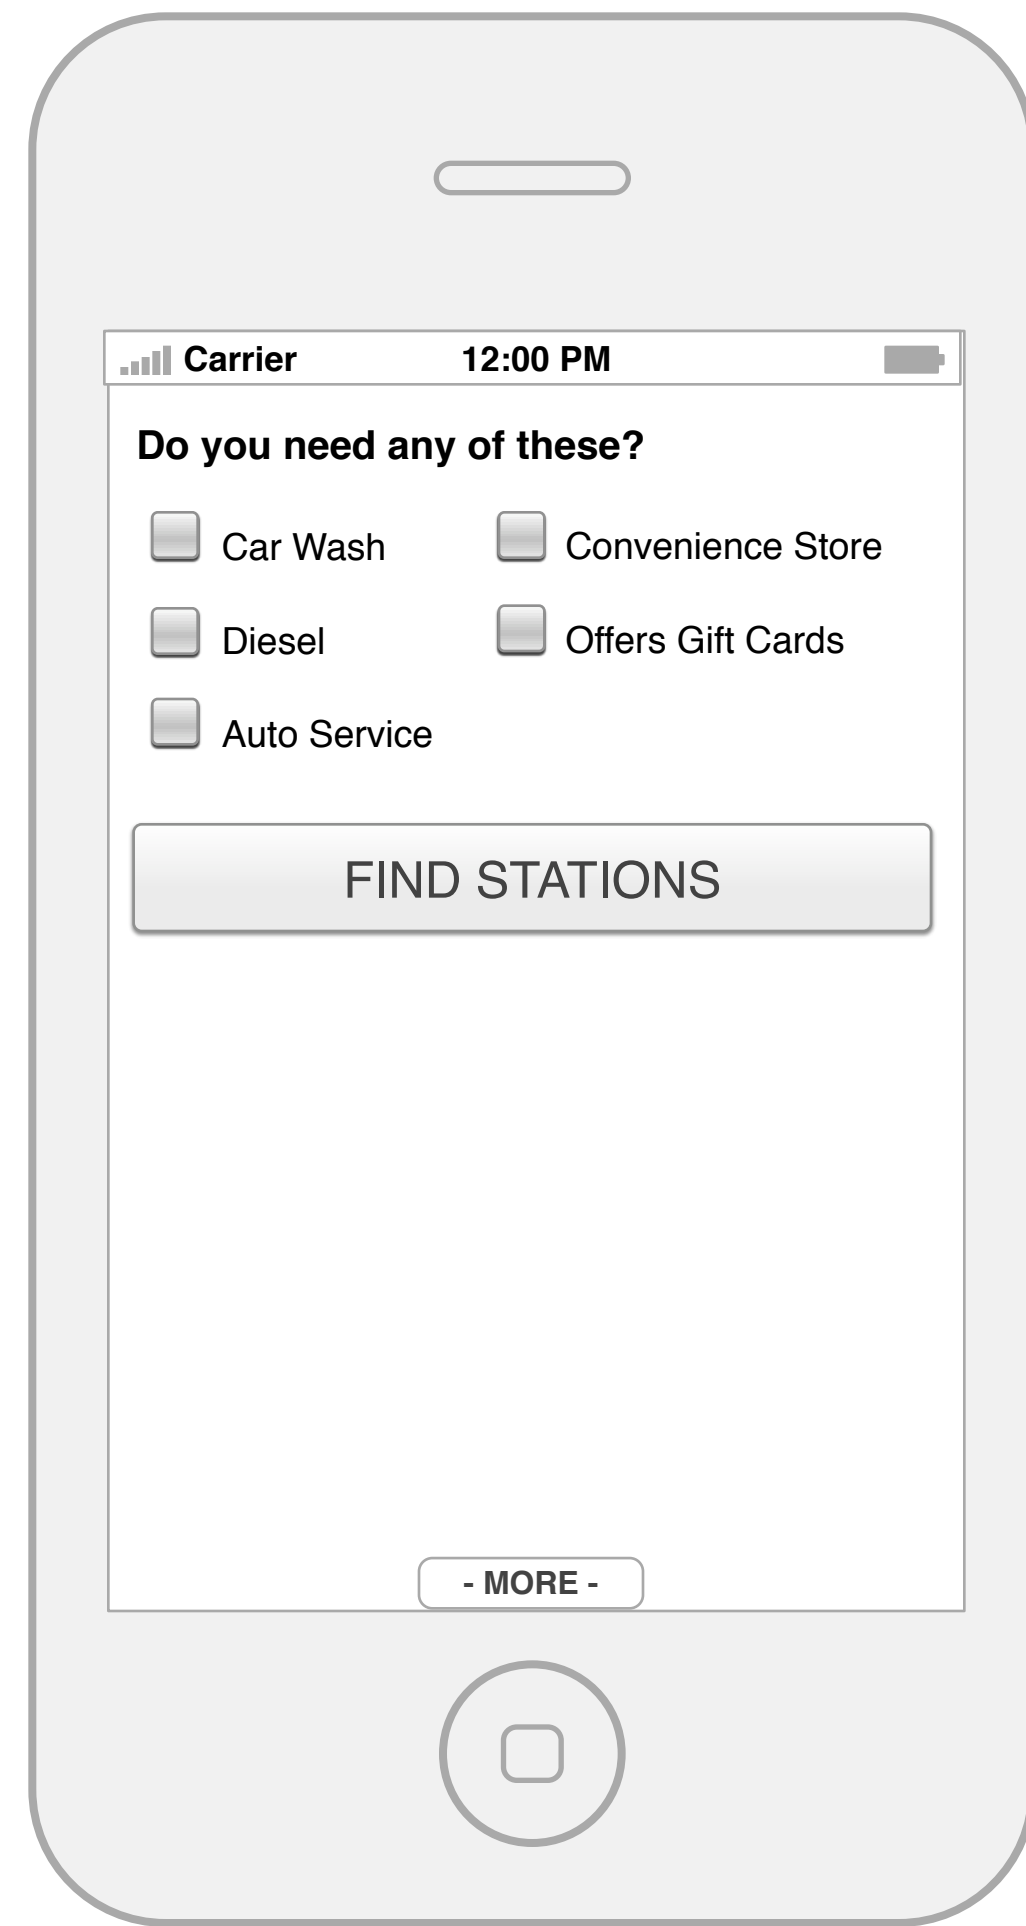 Carrier 12:00 PM
Do you need any of these?
Car Wash Convenience Store
Diesel Offers Gift Cards
Auto Service
FIND STATIONS
- MORE -